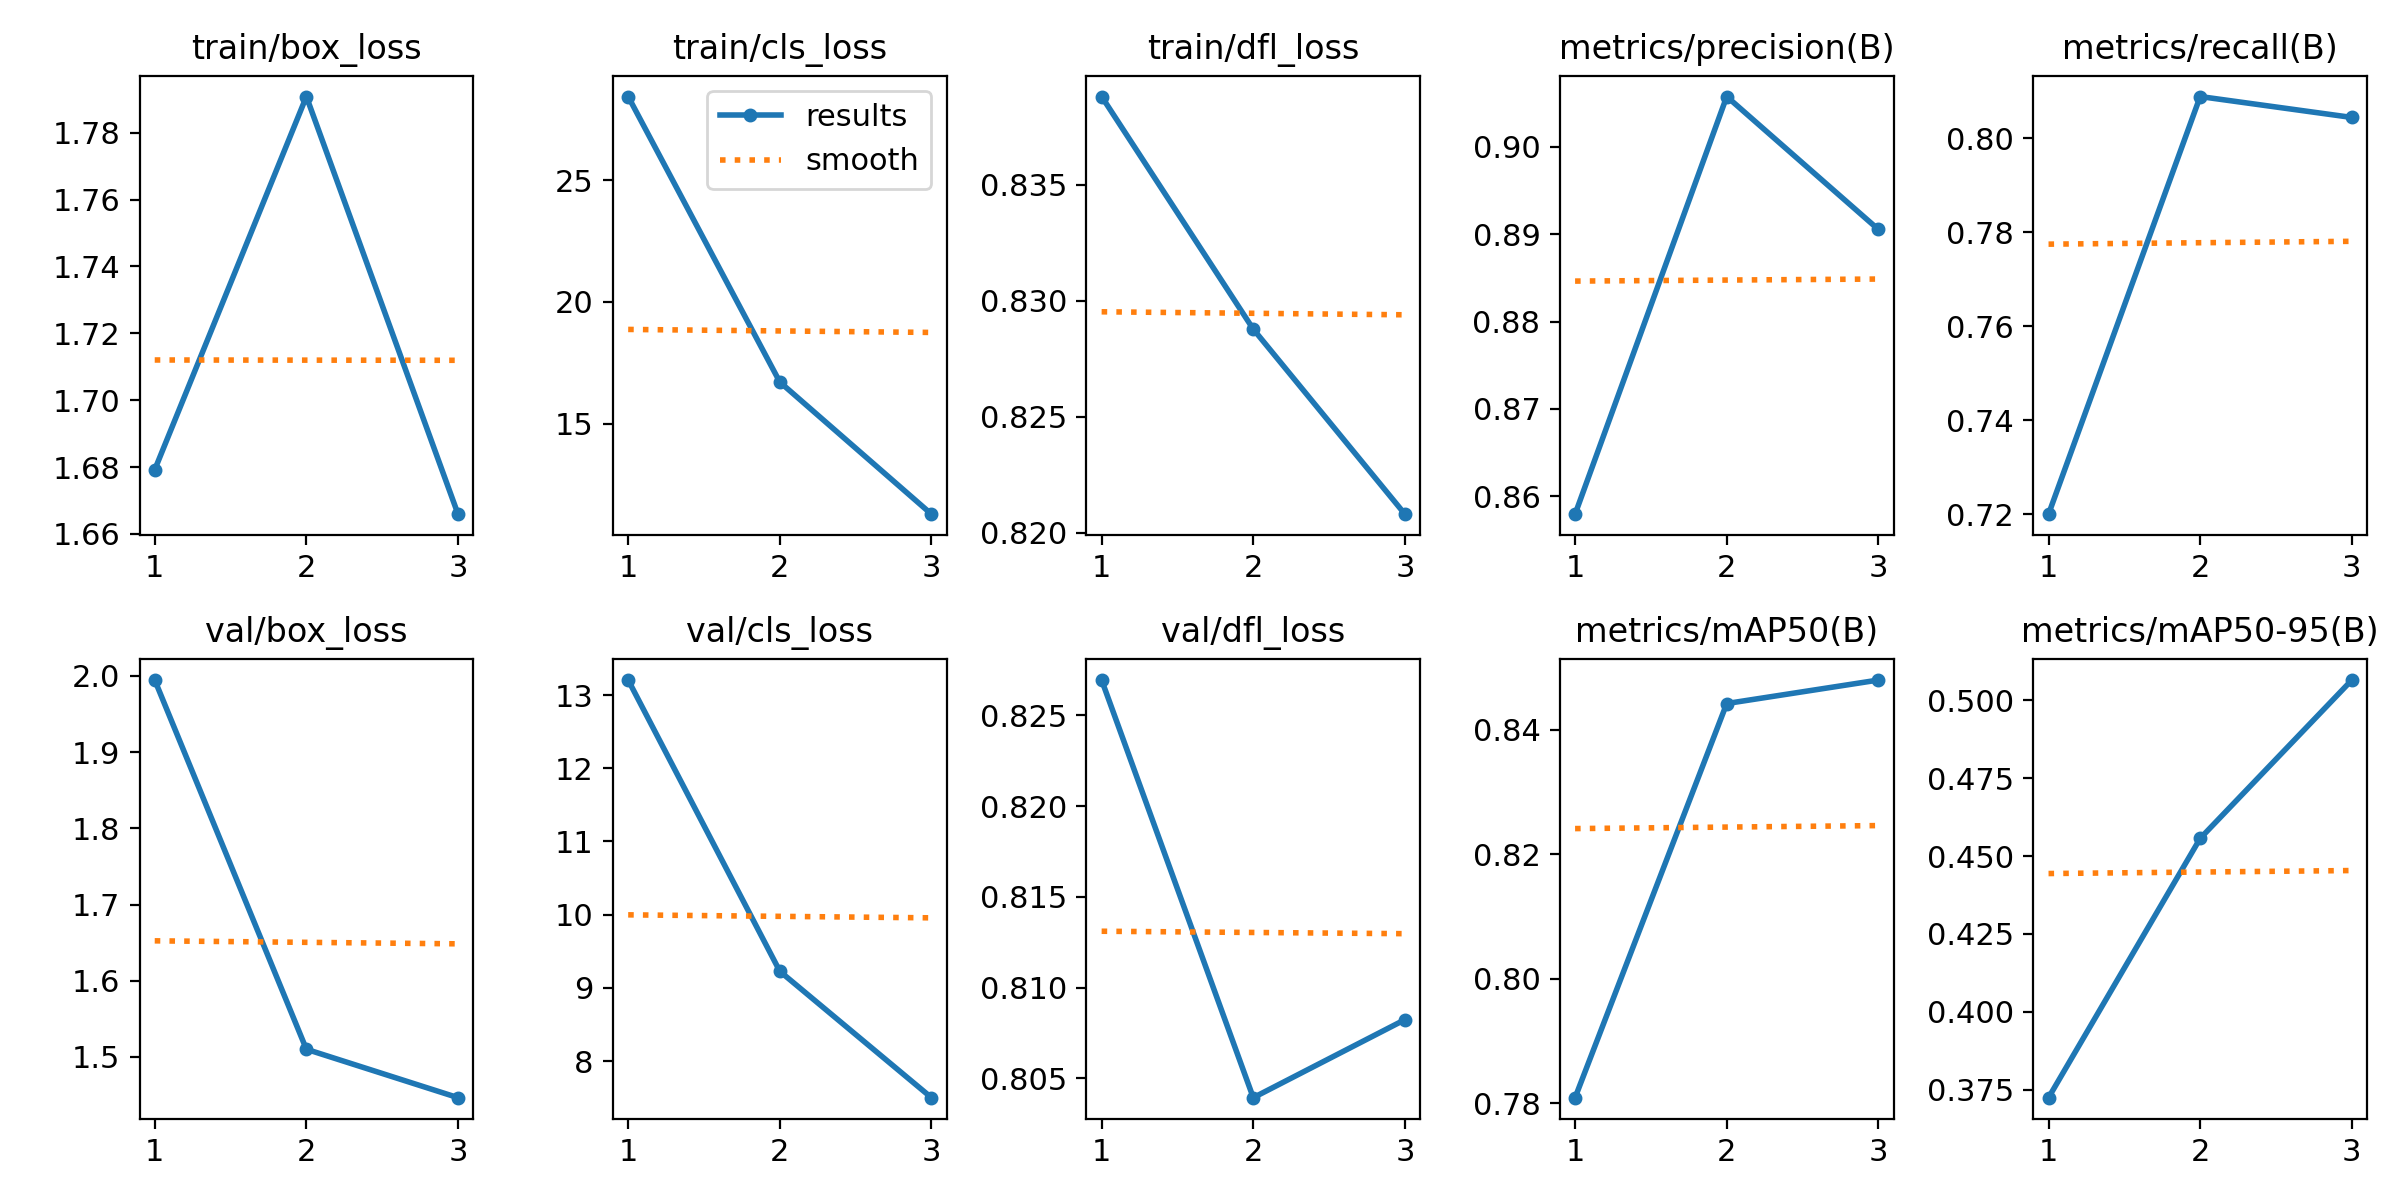 train/box_loss
1.78
1.76
1.74
1.72
1.70
1.68
1.66
1 2 3
train/cls_loss
results
smooth
25
20
15
1 2 3
train/dfl_loss
0.835
0.830
0.825
0.820
1 2 3
metrics/precision(B)
0.90
0.89
0.88
0.87
0.86
1 2 3
metrics/recall(B)
0.80
0.78
0.76
0.74
0.72
1 2 3
val/box_loss
2.0
1.9
1.8
1.7
1.6
1.5
1 2 3
val/cls_loss
13
12
11
10
9
8
1 2 3
val/dfl_loss
0.825
0.820
0.815
0.810
0.805
1 2 3
metrics/mAP50(B)
0.84
0.82
0.80
0.78
1 2 3
metrics/mAP50-95(B)
0.500
0.475
0.450
0.425
0.400
0.375
1 2 3